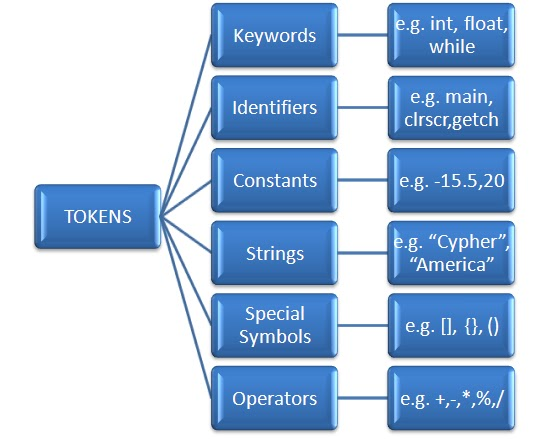 TOKENS
Keywords
e.g. int, float,
while
Identifiers
e.g. main,
clrscr,getch
Constants
e.g. -15.5,20
Strings
e.g. “Cypher”,
“America”
Special
Symbols
e.g. [], {}, ()
Operators
e.g. +,-,*,%,/